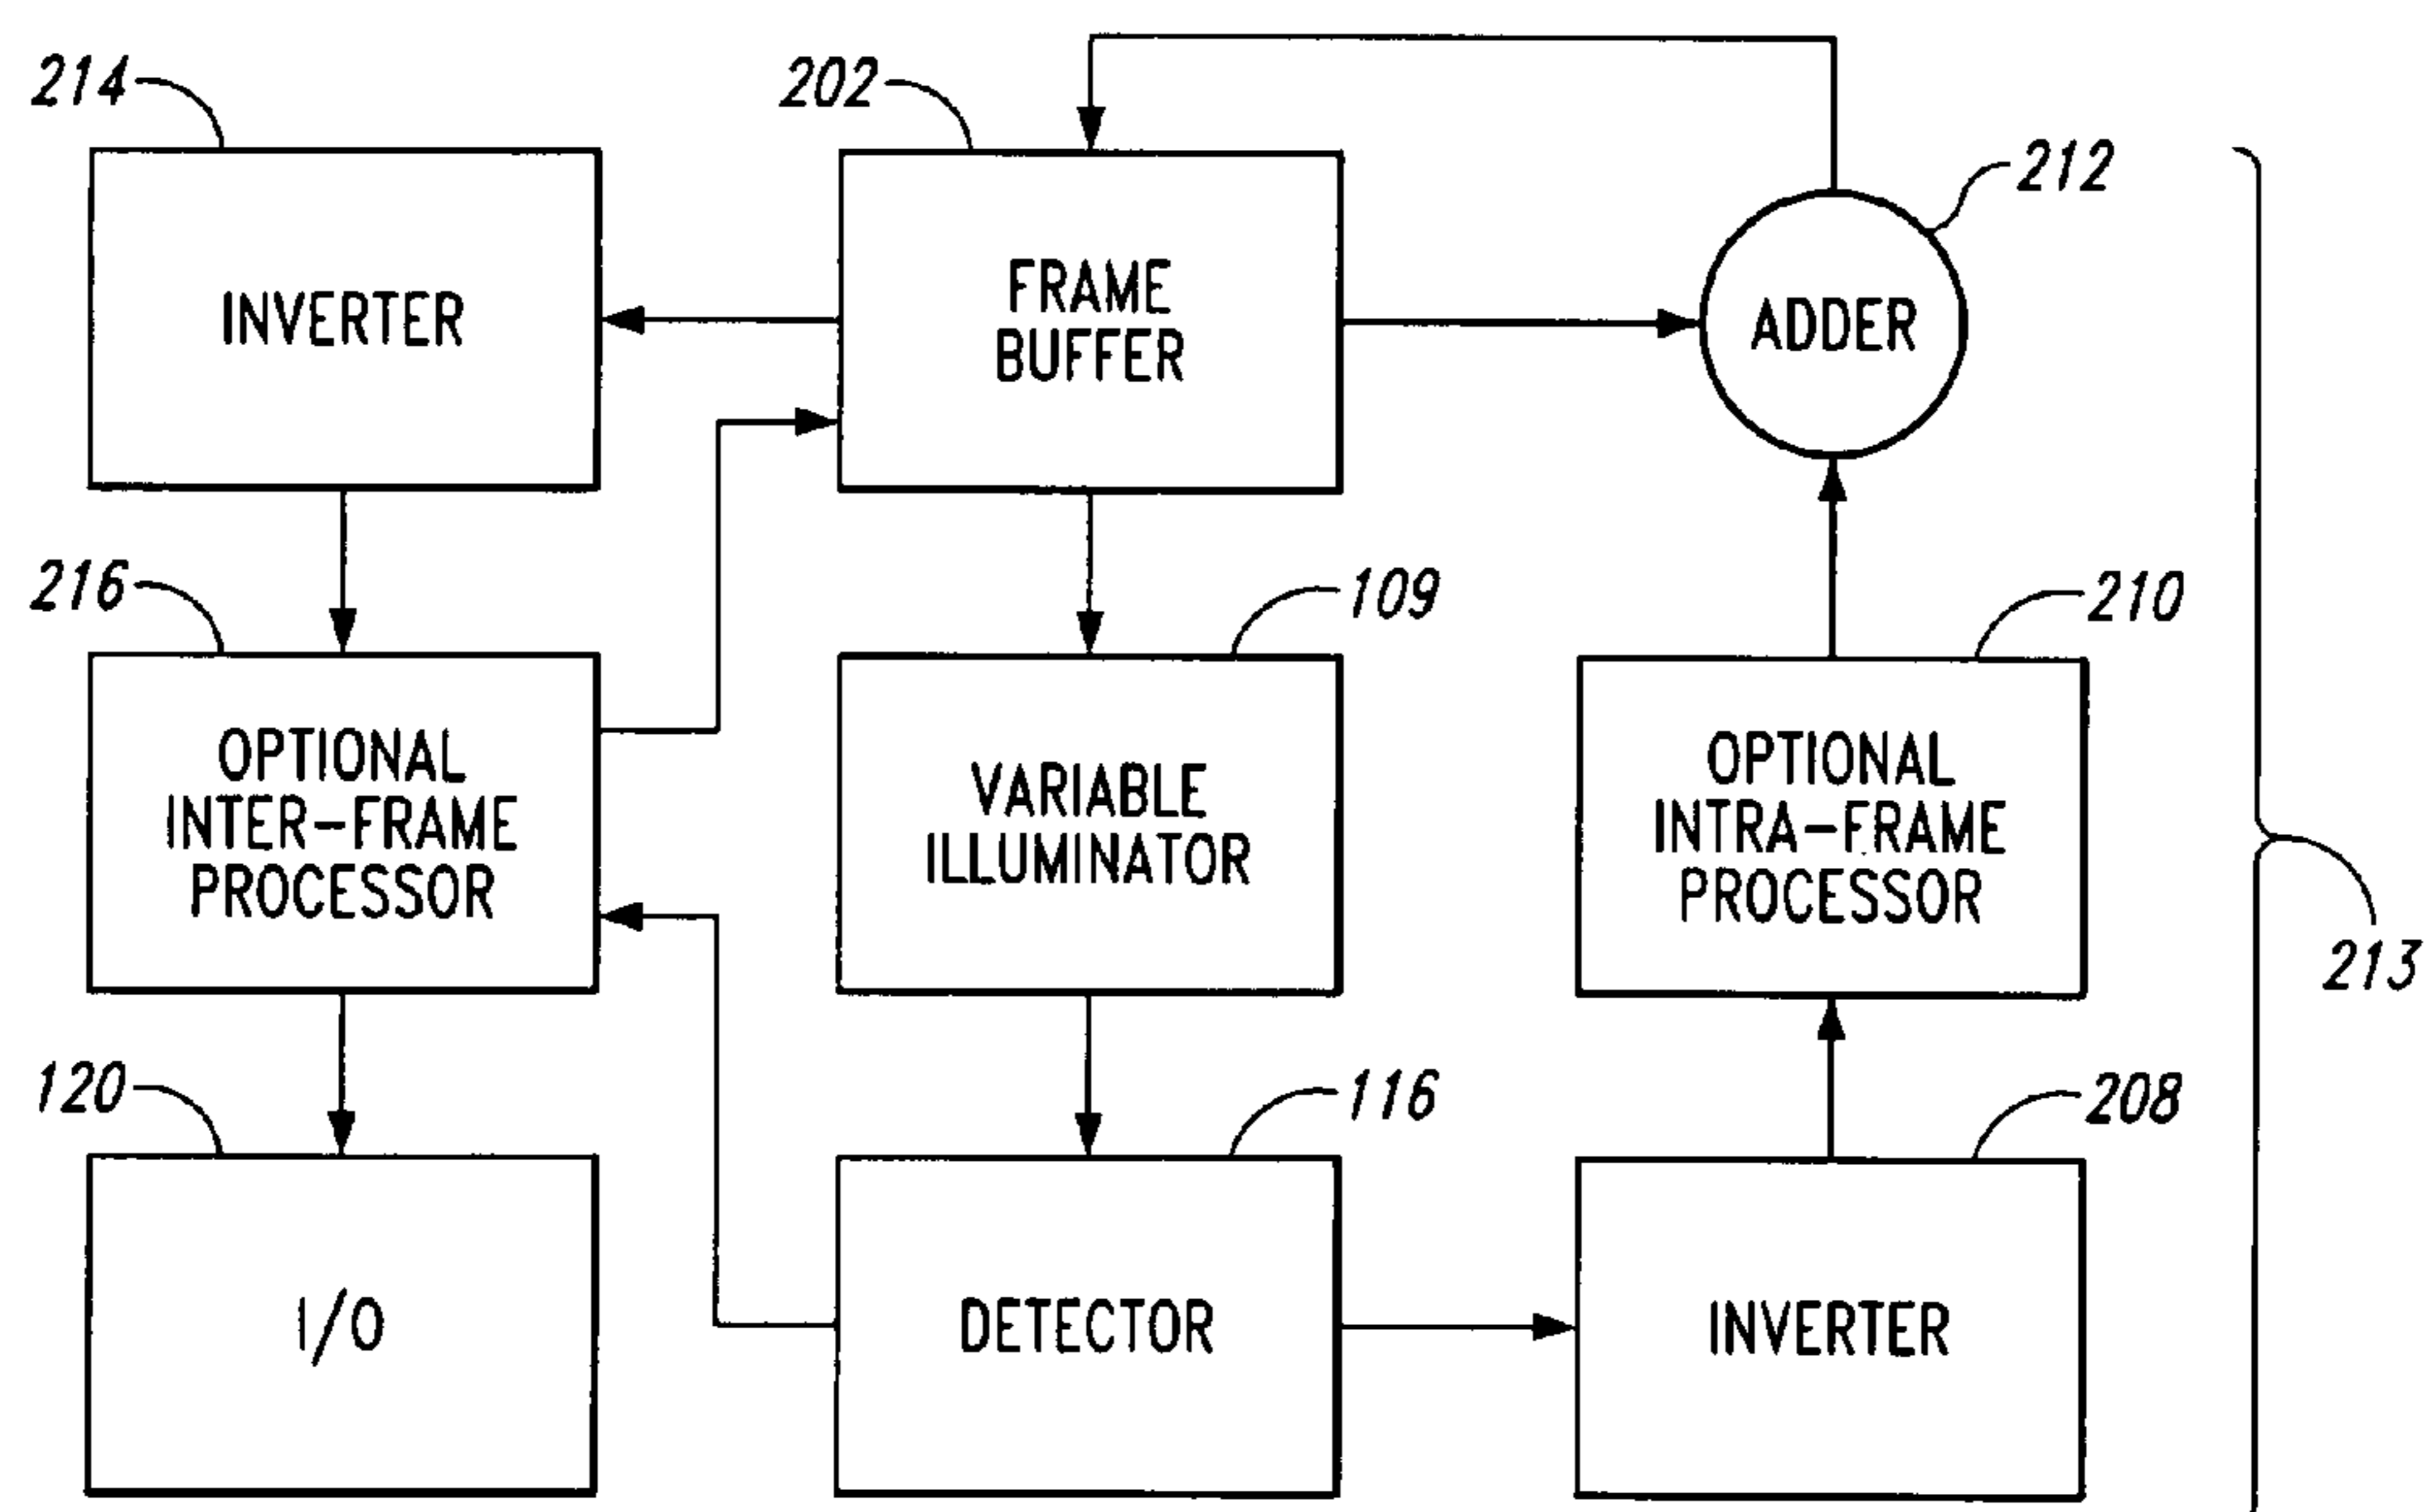 214
202
212
INVERTER
FRAME
BUFFER
ADDER
216
109
210
OPTIONAL
INTER-FRAME
PROCESSOR
VARIABLE
ILLUMINATOR
OPTIONAL
INTRA-FRAME
PROCESSOR
213
120
116
208
I/O
DETECTOR
INVERTER